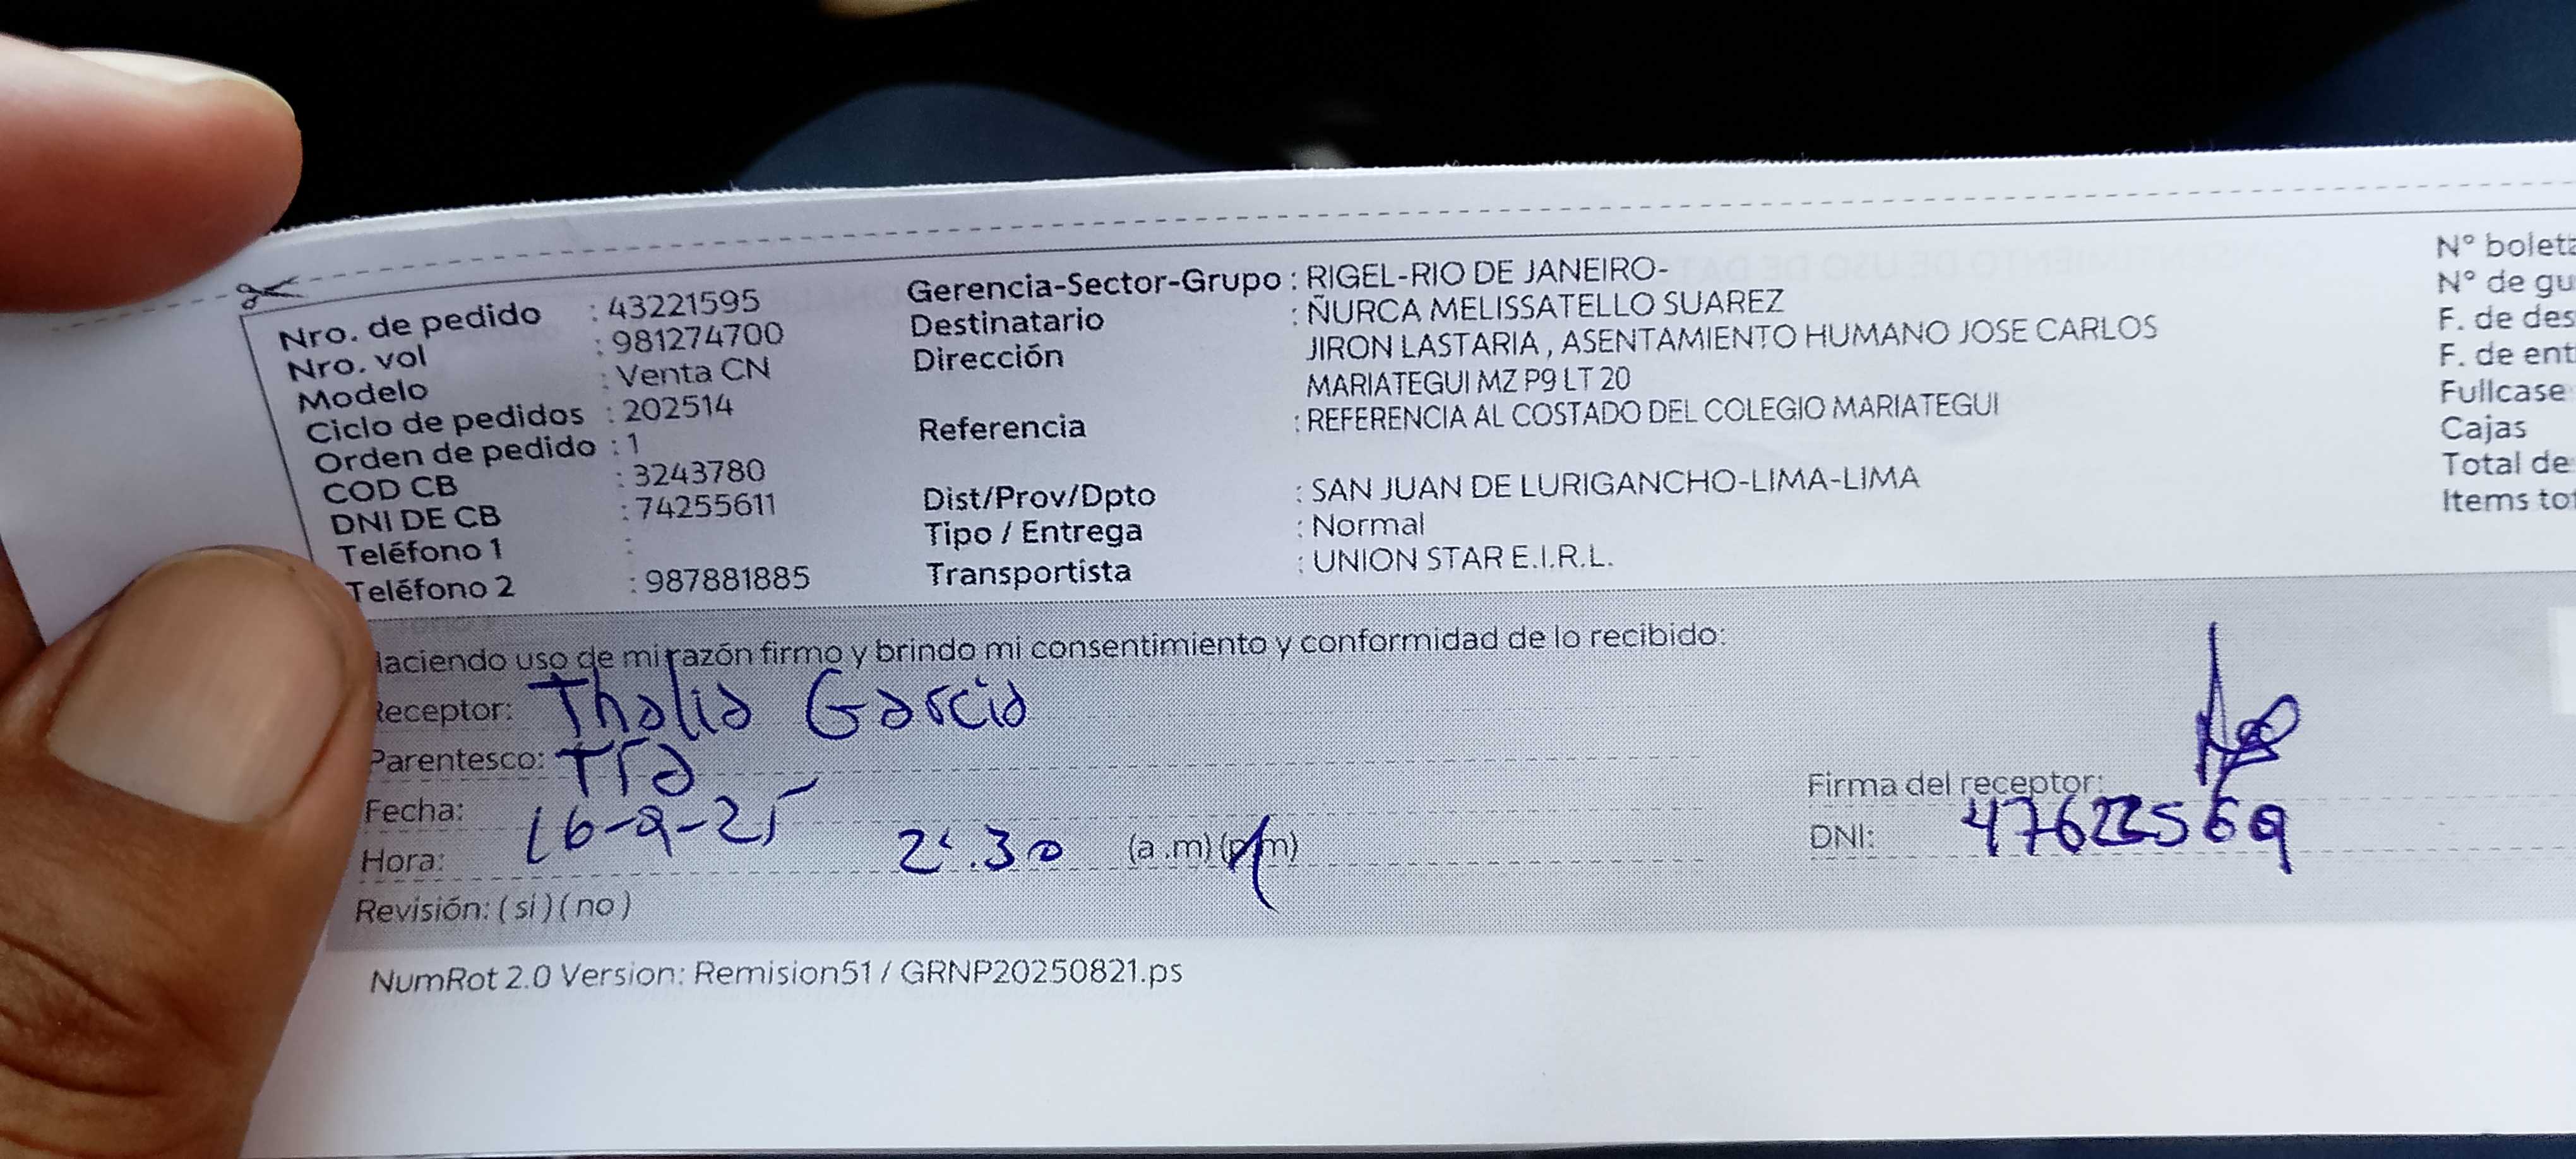 Nro. de pedido : 43221595
Nro. vol : 981274700
Modelo : Venta CN
Ciclo de pedidos : 202514
Orden de pedido : 1
COD CB : 3243780
DNI DE CB : 74255611
Teléfono 1 :
Teléfono 2 : 987881885
Gerencia-Sector-Grupo : RIGEL-RIO DE JANEIRO-
Destinatario : ÑURCA MELISSATELLO SUAREZ
Dirección JIRON LASTARIA , ASENTAMIENTO HUMANO JOSE CARLOS
MARIATEGUI MZ P9 LT 20
Referencia : REFERENCIA AL COSTADO DEL COLEGIO MARIATEGUI
Dist/Prov/Dpto : SAN JUAN DE LURIGANCHO-LIMA-LIMA
Tipo / Entrega : Normal
Transportista : UNION STAR E.I.R.L.
N° boleta
N° de gu
F. de des
F. de ent
Fullcase
Cajas
Total de
Items to
Haciendo uso de mi razón firmo y brindo mi consentimiento y conformidad de lo recibido:
Receptor: Thalia Garcia
Parentesco: Tía
Fecha: 16-9-25
Hora: 2:30 (a .m) (p.m)
Revisión: ( si ) ( no )
Firma del receptor:
DNI:
NumRot 2.0 Version: Remision51 / GRNP20250821.ps